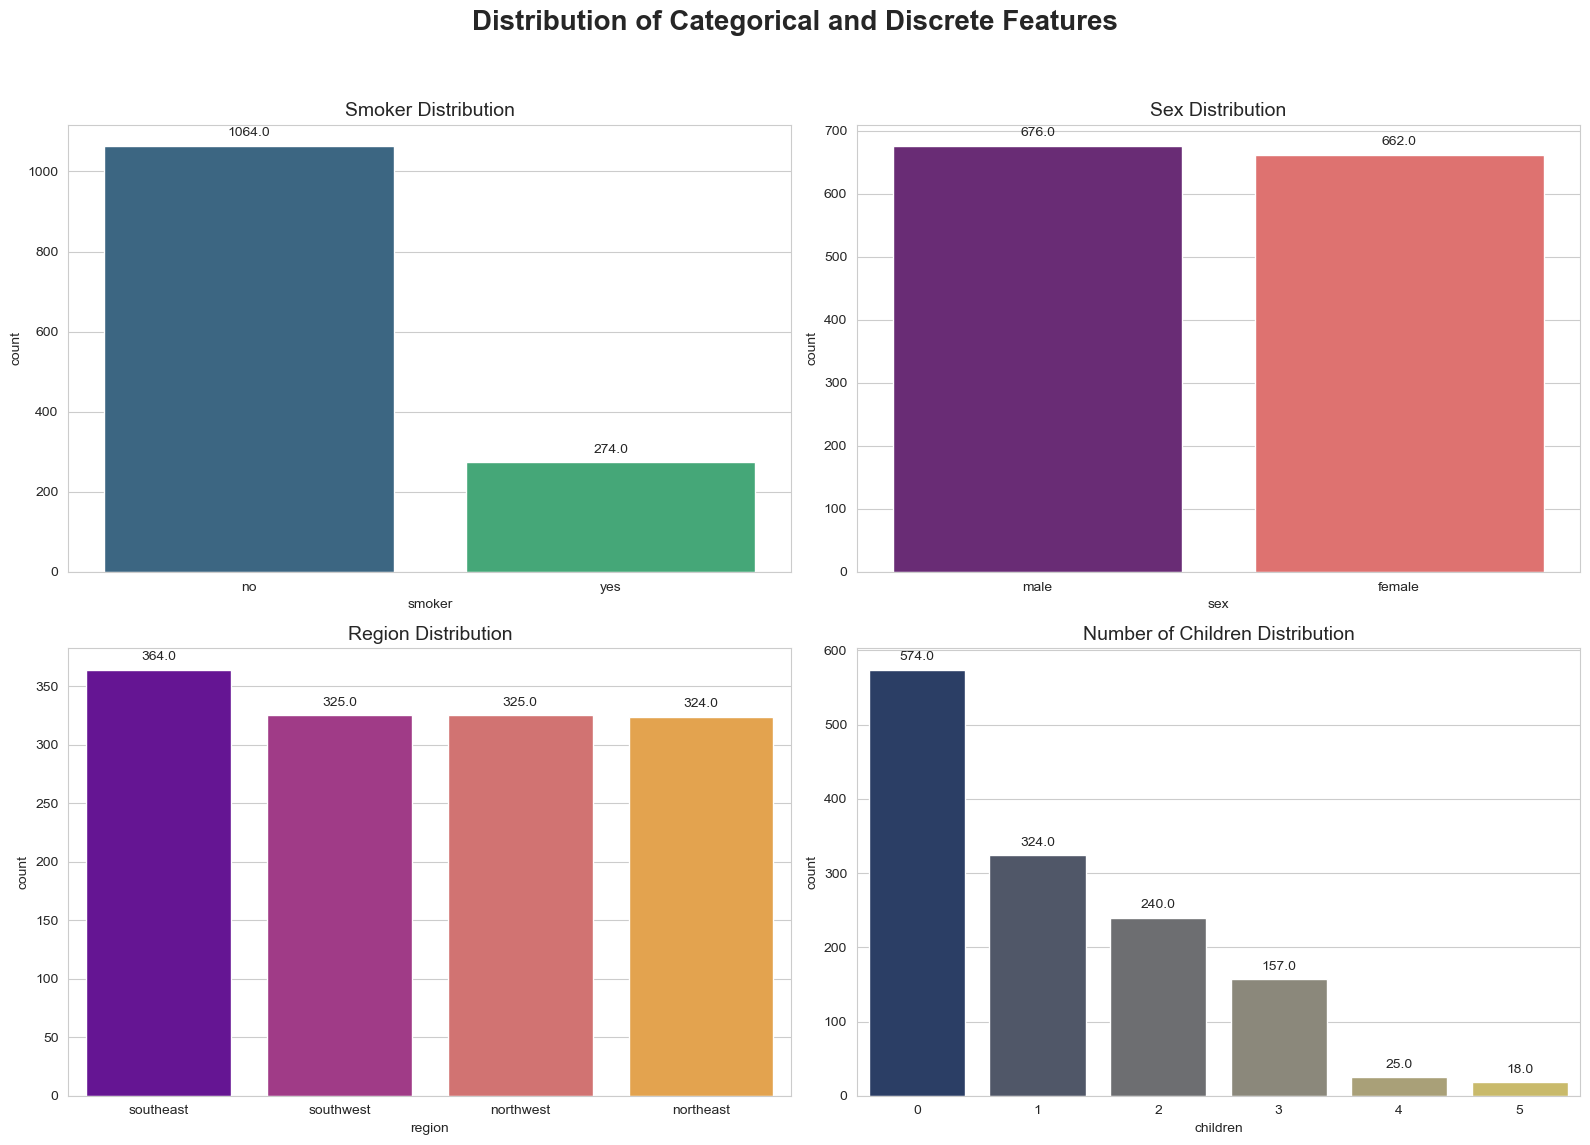 Distribution of Categorical and Discrete Features
Smoker Distribution
1064.0
274.0
1000
800
600
400
200
0
count
no yes
smoker
Sex Distribution
676.0
662.0
700
600
500
400
300
200
100
0
count
male female
sex
Region Distribution
364.0
325.0 325.0 324.0
350
300
250
200
150
100
50
0
count
southeast southwest northwest northeast
region
Number of Children Distribution
574.0
324.0
240.0
157.0
25.0
18.0
600
500
400
300
200
100
0
count
0 1 2 3 4 5
children